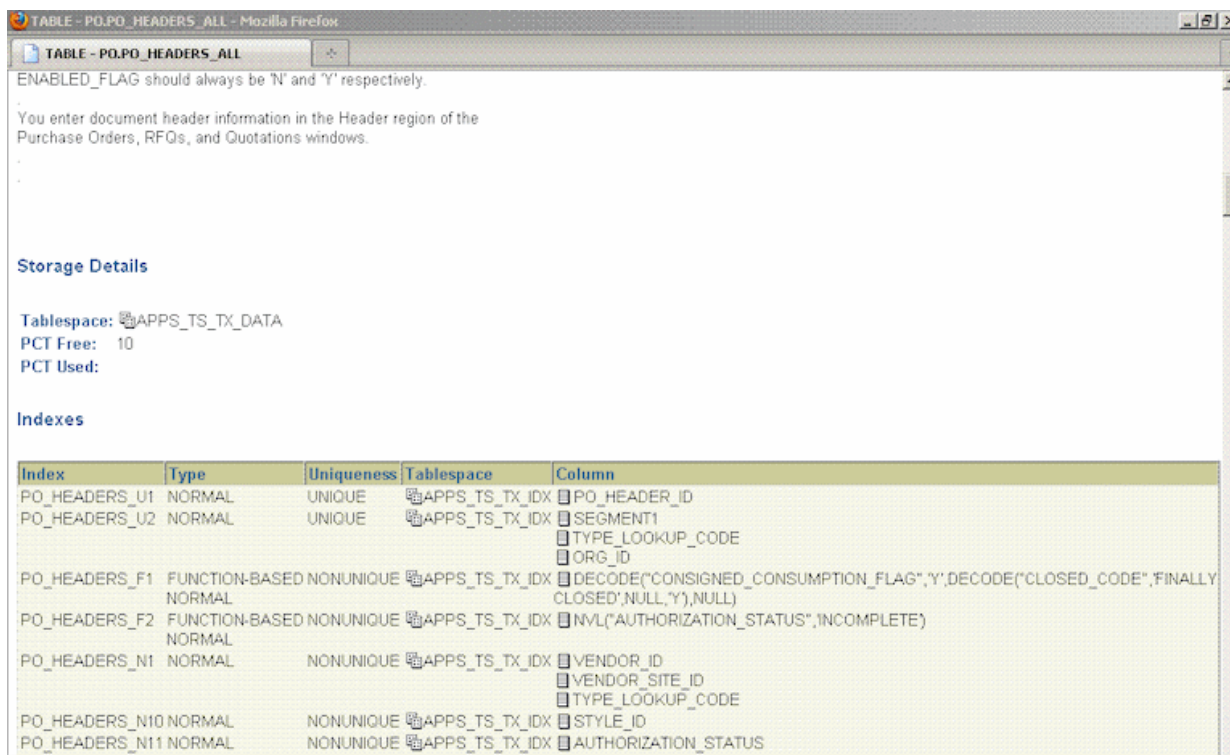 TABLE - PO.PO_HEADERS_ALL - Mozilla Firefox
TABLE - PO.PO_HEADERS_ALL
ENABLED_FLAG should always be 'N' and 'Y' respectively.
.
You enter document header information in the Header region of the
Purchase Orders, RFQs, and Quotations windows.
.
.
Storage Details
Tablespace: APPS_TS_TX_DATA
PCT Free: 10
PCT Used:
Indexes
Index Type Uniqueness Tablespace Column
PO_HEADERS_U1 NORMAL UNIQUE APPS_TS_TX_IDX PO_HEADER_ID
PO_HEADERS_U2 NORMAL UNIQUE APPS_TS_TX_IDX SEGMENT1
TYPE_LOOKUP_CODE
ORG_ID
PO_HEADERS_F1 FUNCTION-BASED NONUNIQUE APPS_TS_TX_IDX DECODE("CONSIGNED_CONSUMPTION_FLAG",'Y',DECODE("CLOSED_CODE",'FINALLY
NORMAL CLOSED',NULL,'Y'),NULL)
PO_HEADERS_F2 FUNCTION-BASED NONUNIQUE APPS_TS_TX_IDX NVL("AUTHORIZATION_STATUS",'INCOMPLETE')
NORMAL
PO_HEADERS_N1 NORMAL NONUNIQUE APPS_TS_TX_IDX VENDOR_ID
VENDOR_SITE_ID
TYPE_LOOKUP_CODE
PO_HEADERS_N10 NORMAL NONUNIQUE APPS_TS_TX_IDX STYLE_ID
PO_HEADERS_N11 NORMAL NONUNIQUE APPS_TS_TX_IDX AUTHORIZATION_STATUS